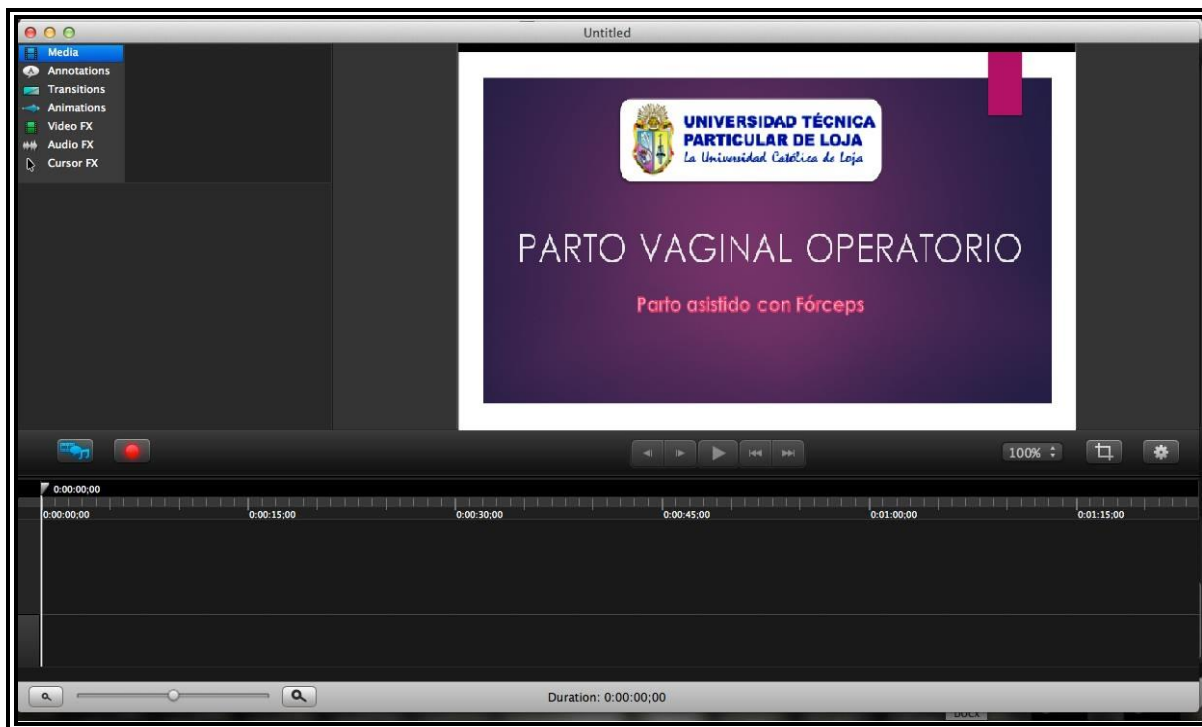 Untitled
Media
Annotations
Transitions
Animations
Video FX
Audio FX
Cursor FX
UNIVERSIDAD TÉCNICA
PARTICULAR DE LOJA
La Universidad Católica de Loja
PARTO VAGINAL OPERATORIO
Parto asistido con Fórceps
100%
0:00:00;00
0:00:00;00 0:00:15;00 0:00:30;00 0:00:45;00 0:01:00;00 0:01:15;00
Duration: 0:00:00;00
DOCX